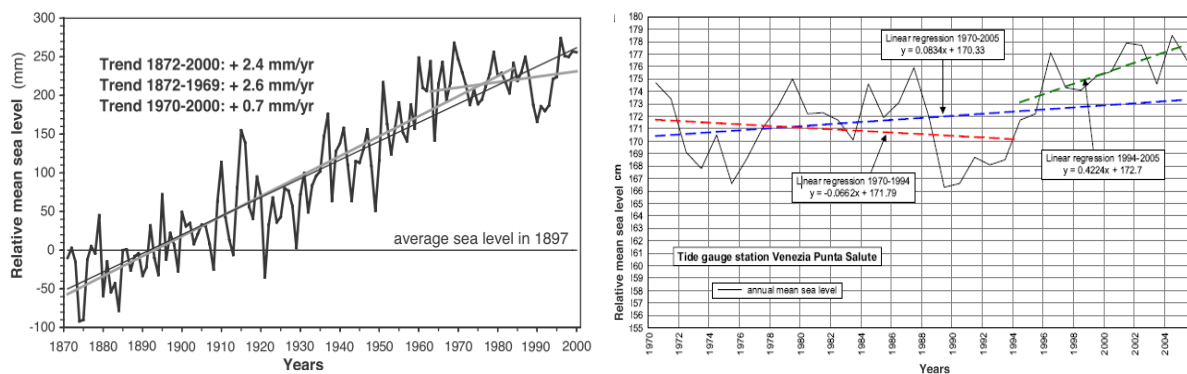 300
250
200
150
100
50
0
-50
-100
Relative mean sea level (mm)
Trend 1872-2000: + 2.4 mm/yr
Trend 1872-1969: + 2.6 mm/yr
Trend 1970-2000: + 0.7 mm/yr
average sea level in 1897
1870 1880 1890 1900 1910 1920 1930 1940 1950 1960 1970 1980 1990 2000
Years
180
179
178
177
176
175
174
173
172
171
170
169
168
167
166
165
164
163
162
161
160
159
158
157
156
155
Relative mean sea level cm
Linear regression 1970-2005
y = 0.0834x + 170.33
Linear regression 1970-1994
y = -0.0662x + 171.79
Linear regression 1994-2005
y = 0.4224x + 172.7
Tide gauge station Venezia Punta Salute
annual mean sea level
1970 1972 1974 1976 1978 1980 1982 1984 1986 1988 1990 1992 1994 1996 1998 2000 2002 2004
Years